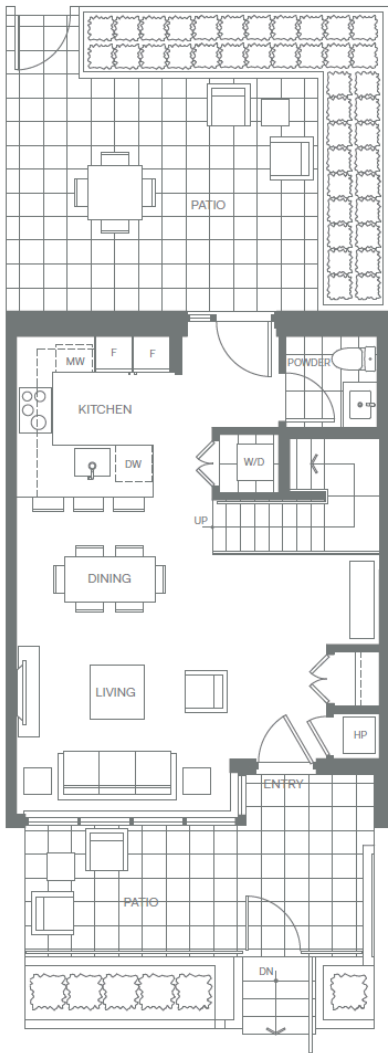 PATIO
MW
F
F
POWDER
KITCHEN
DW
W/D
UP
DINING
LIVING
HP
ENTRY
PATIO
DN